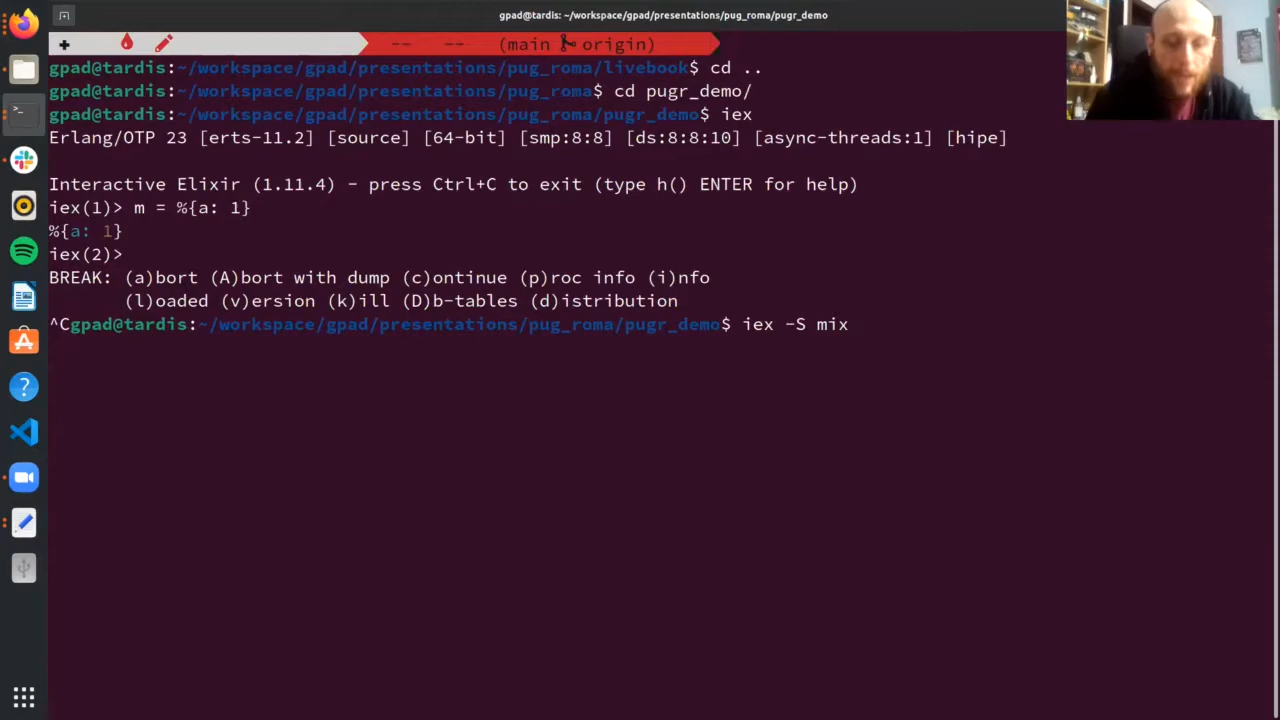 gpad@tardis: ~/workspace/gpad/presentations/pug_roma/pugr_demo
-- -- (main origin)
gpad@tardis:~/workspace/gpad/presentations/pug_roma/livebook$ cd ..
gpad@tardis:~/workspace/gpad/presentations/pug_roma$ cd pugr_demo/
gpad@tardis:~/workspace/gpad/presentations/pug_roma/pugr_demo$ iex
Erlang/OTP 23 [erts-11.2] [source] [64-bit] [smp:8:8] [ds:8:8:10] [async-threads:1] [hipe]
Interactive Elixir (1.11.4) - press Ctrl+C to exit (type h() ENTER for help)
iex(1)> m = %{a: 1}
%{a: 1}
iex(2)>
BREAK: (a)bort (A)bort with dump (c)ontinue (p)roc info (i)nfo
(l)oaded (v)ersion (k)ill (D)b-tables (d)istribution
^Cgpad@tardis:~/workspace/gpad/presentations/pug_roma/pugr_demo$ iex -S mix